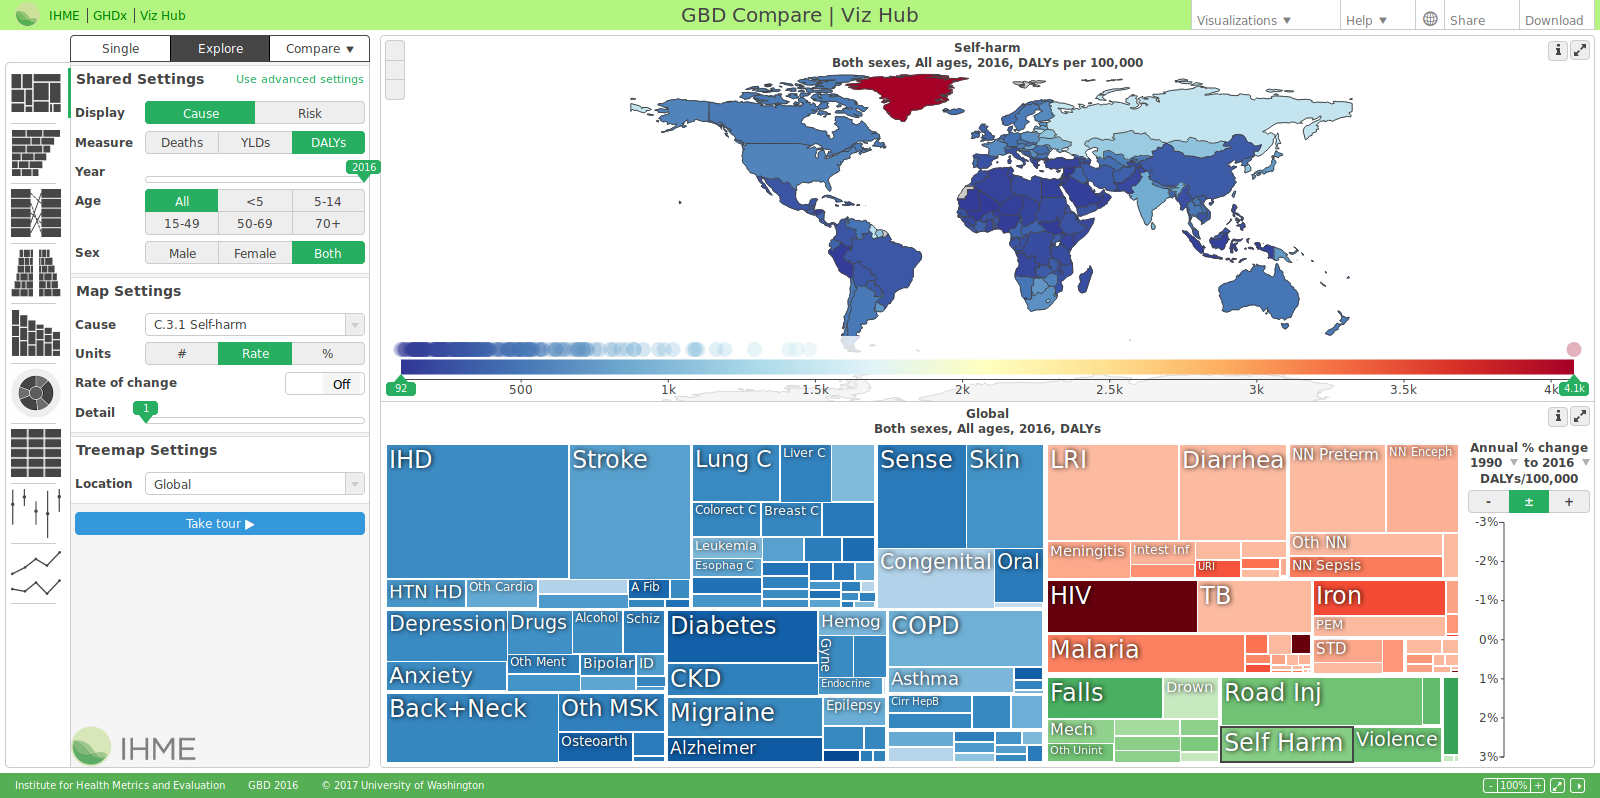 IHME | GHDx | Viz Hub
GBD Compare | Viz Hub
Visualizations ▼
Help ▼
Share
Download
Single
Explore
Compare ▼
Shared Settings
Use advanced settings
Display
Cause
Risk
Measure
Deaths
YLDs
DALYs
Year
2016
Age
All
<5
5-14
15-49
50-69
70+
Sex
Male
Female
Both
Map Settings
Cause
C.3.1 Self-harm
Units
#
Rate
%
Rate of change
Off
Detail
1
Treemap Settings
Location
Global
Take tour ▶
IHME
Self-harm
Both sexes, All ages, 2016, DALYs per 100,000
i
92
500
1k
1.5k
2k
2.5k
3k
3.5k
4k
4.1k
Global
Both sexes, All ages, 2016, DALYs
i
IHD
Stroke
Lung C
Liver C
Colorect C
Breast C
Leukemia
Esophag C
HTN HD
Oth Cardio
A Fib
Sense
Skin
Congenital
Oral
LRI
Diarrhea
NN Preterm
NN Enceph
Meningitis
Intest Inf
URI
Oth NN
NN Sepsis
HIV
TB
Iron
PEM
Malaria
STD
Depression
Drugs
Alcohol
Schiz
Anxiety
Oth Ment
Bipolar
ID
Diabetes
Hemog
Gyne
CKD
Endocrine
COPD
Asthma
Back+Neck
Oth MSK
Osteoarth
Migraine
Epilepsy
Alzheimer
Cirr HepB
Falls
Drown
Mech
Oth Unint
Road Inj
Self Harm
Violence
Annual % change
1990 ▼ to 2016 ▼
DALYs/100,000
-
±
+
-3%
-2%
-1%
0%
1%
2%
3%
Institute for Health Metrics and Evaluation
GBD 2016
© 2017 University of Washington
- 100% +